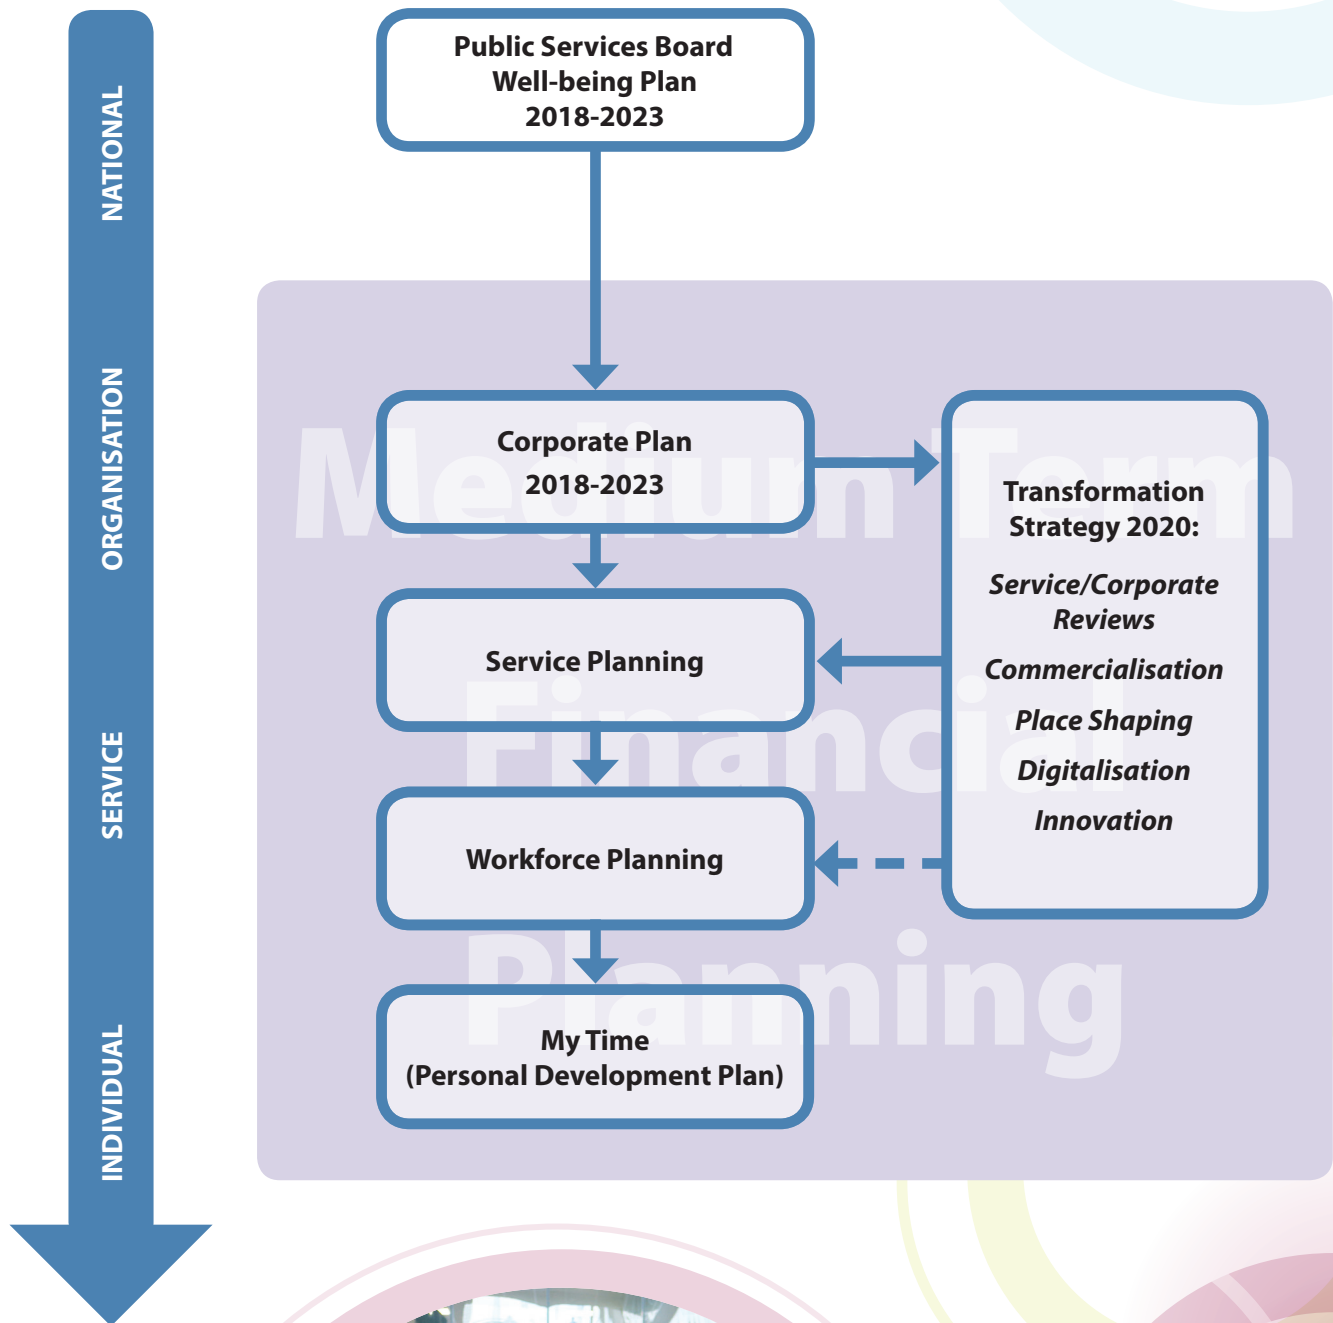 NATIONAL
ORGANISATION
SERVICE
INDIVIDUAL
Public Services Board
Well-being Plan
2018-2023
Medium Term
Financial
Planning
Corporate Plan
2018-2023
Service Planning
Workforce Planning
My Time
(Personal Development Plan)
Transformation
Strategy 2020:
Service/Corporate
Reviews
Commercialisation
Place Shaping
Digitalisation
Innovation